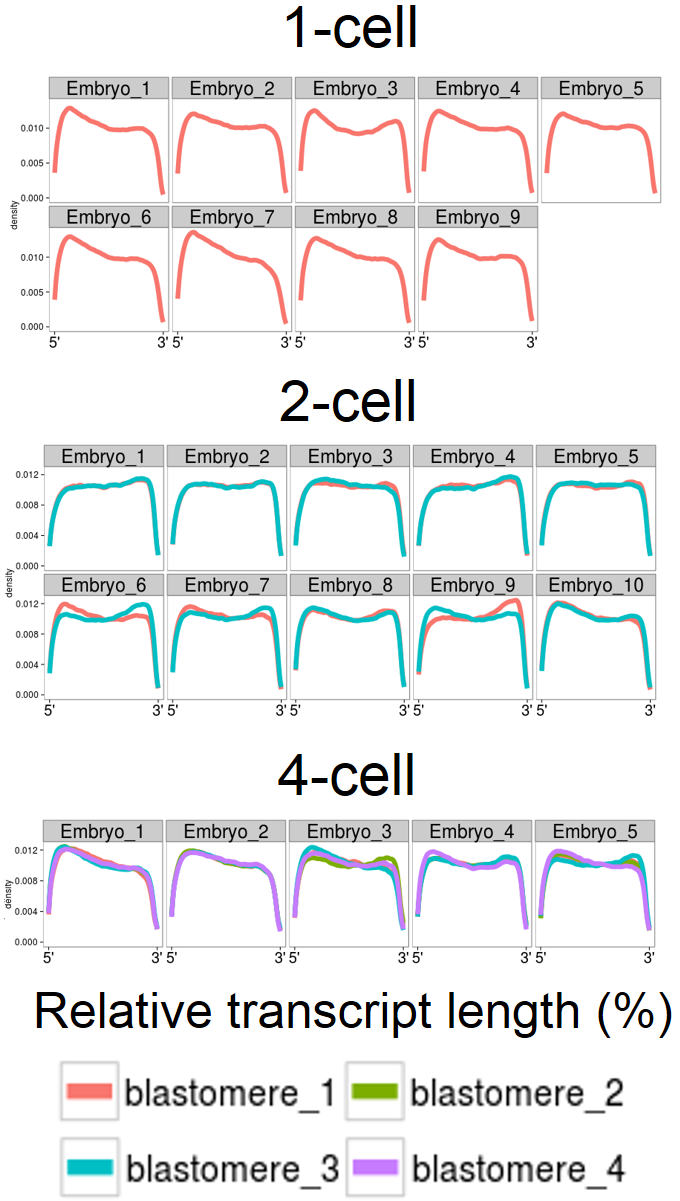 1-cell
Embryo_1 Embryo_2 Embryo_3 Embryo_4 Embryo_5
0.010
0.005
0.000
density
Embryo_6 Embryo_7 Embryo_8 Embryo_9
0.010
0.005
0.000
5' 3' 5' 3' 5' 3' 5' 3'
2-cell
Embryo_1 Embryo_2 Embryo_3 Embryo_4 Embryo_5
0.012
0.008
0.004
0.000
density
Embryo_6 Embryo_7 Embryo_8 Embryo_9 Embryo_10
0.012
0.008
0.004
0.000
5' 3' 5' 3' 5' 3' 5' 3' 5' 3'
4-cell
Embryo_1 Embryo_2 Embryo_3 Embryo_4 Embryo_5
0.012
0.008
0.004
0.000
density
5' 3' 5' 3' 5' 3' 5' 3' 5' 3'
Relative transcript length (%)
blastomere_1 blastomere_2
blastomere_3 blastomere_4